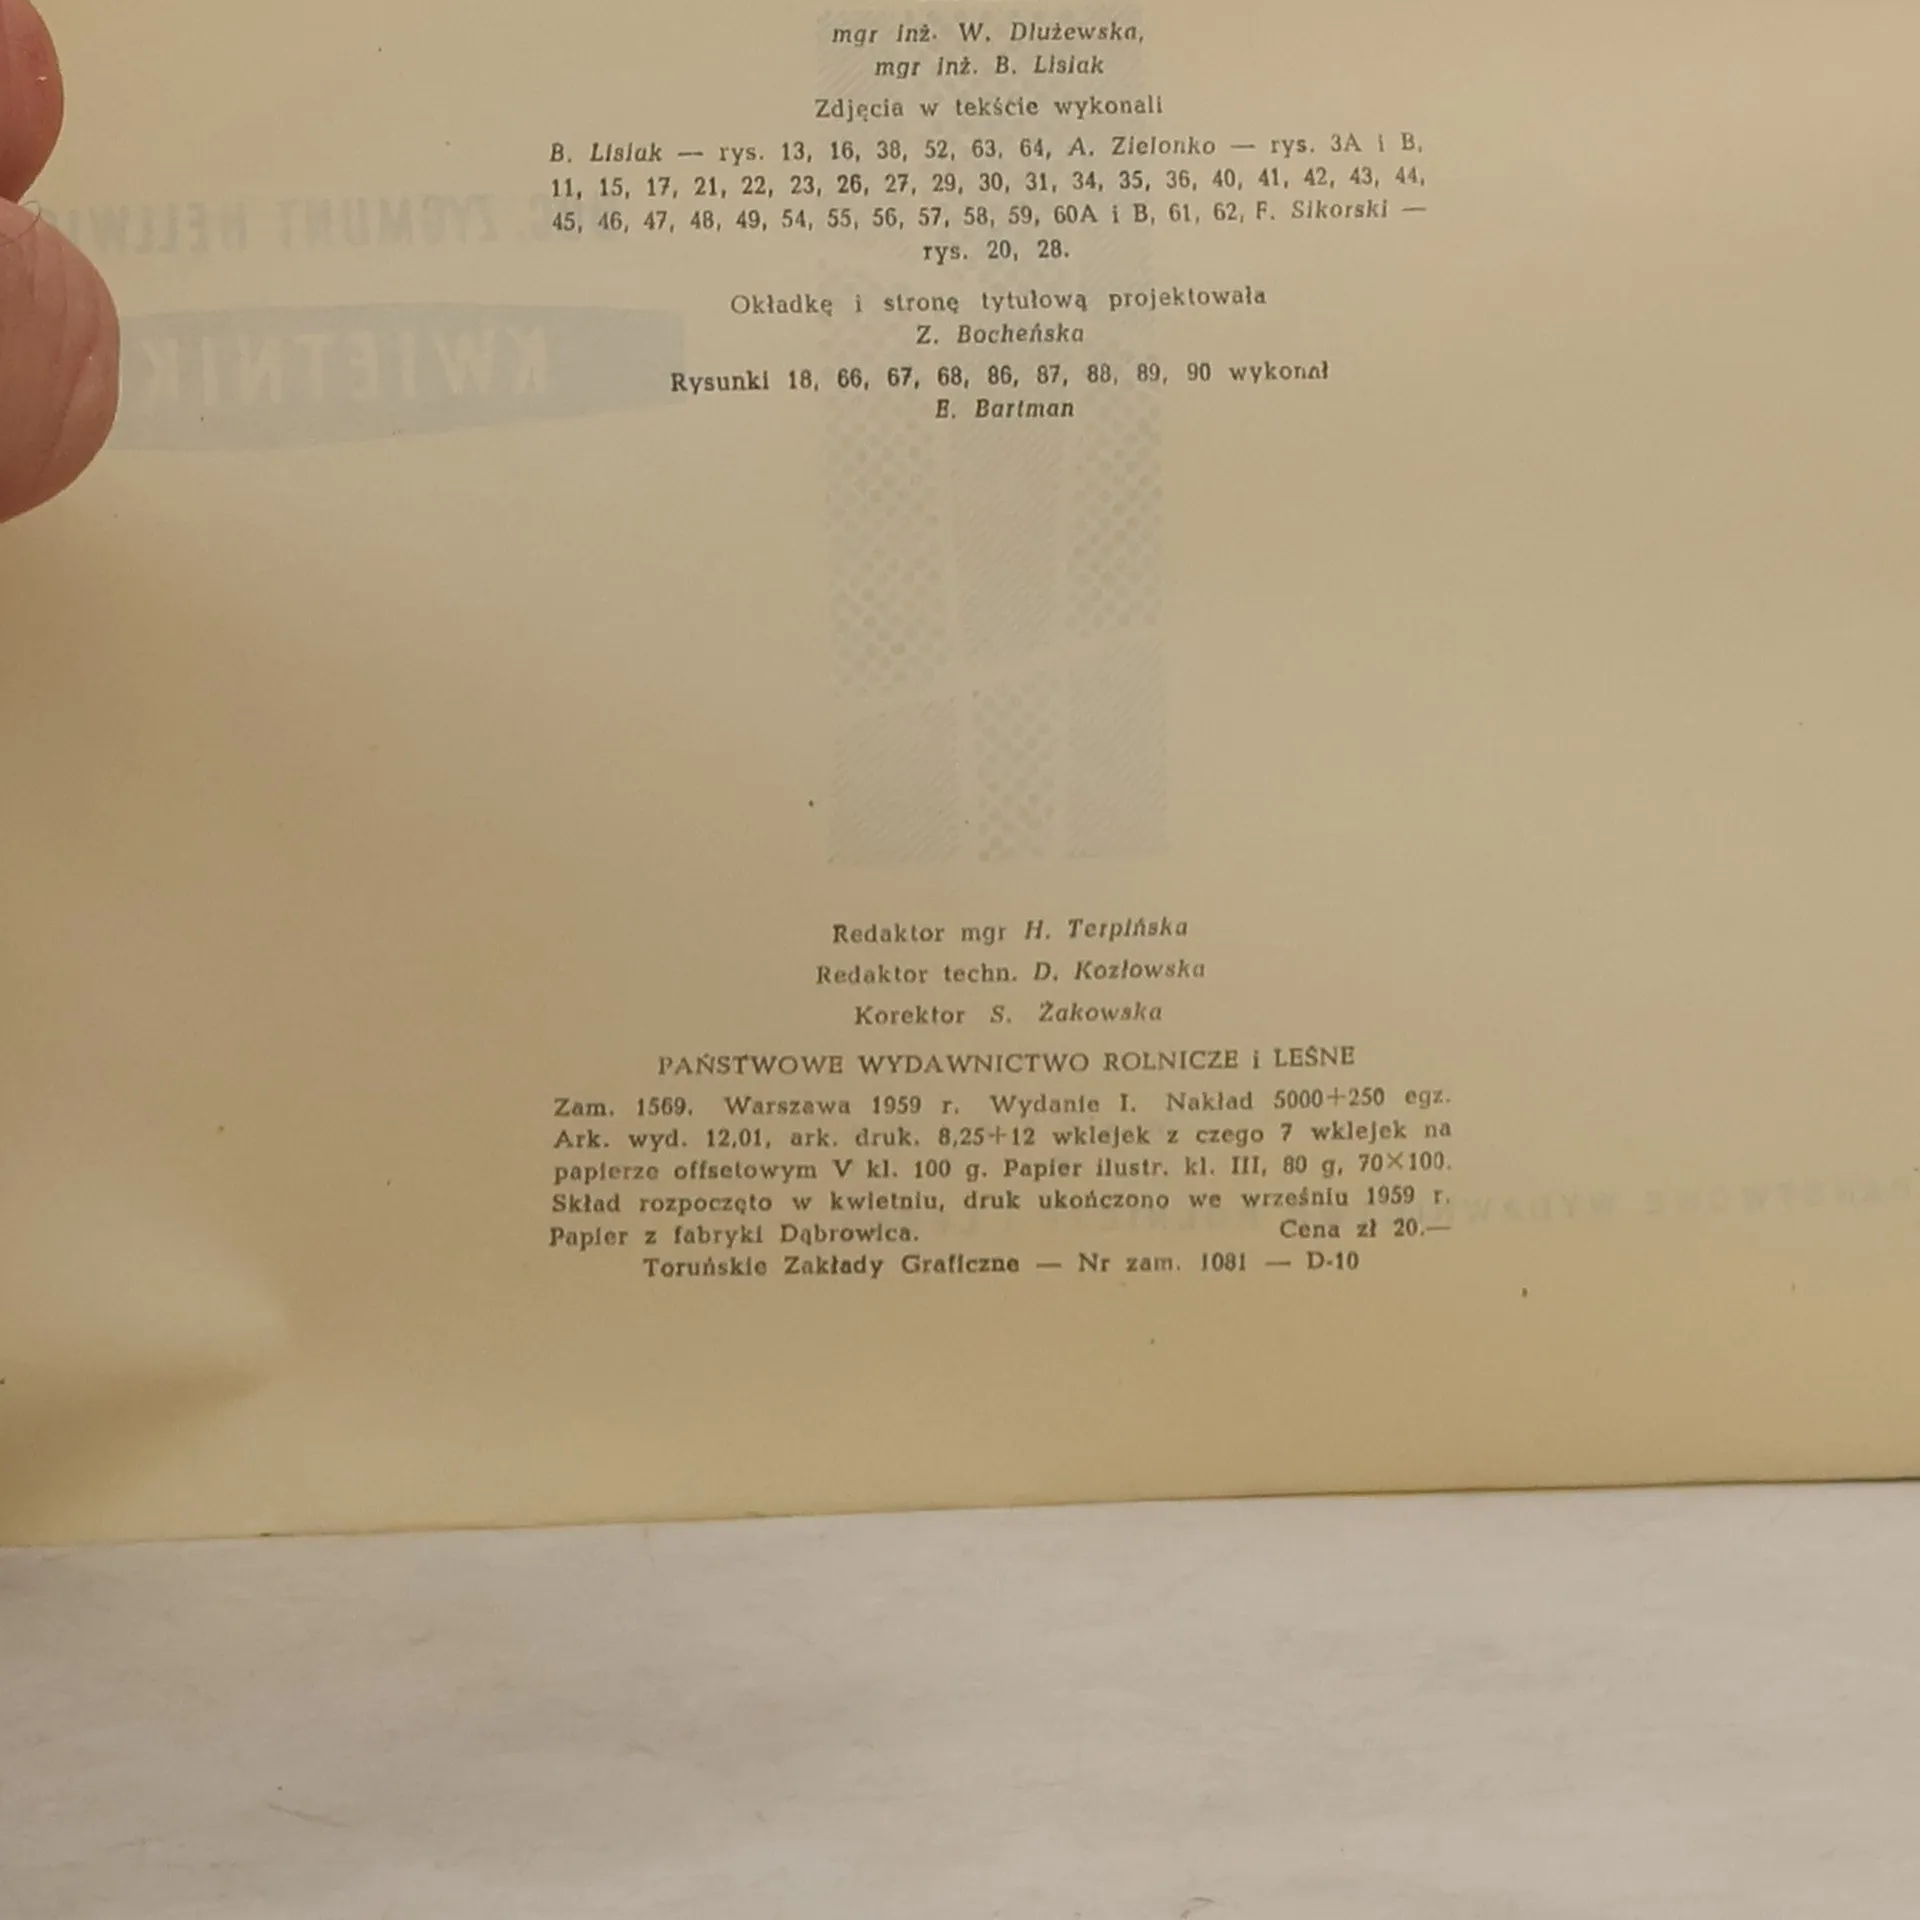 mgr inż. W. Dlużewska,
mgr inż. B. Lisiak
Zdjęcia w tekście wykonali
B. Lisiak — rys. 13, 16, 38, 52, 63, 64, A. Zielonko — rys. 3A i B,
11, 15, 17, 21, 22, 23, 26, 27, 29, 30, 31, 34, 35, 36, 40, 41, 42, 43, 44,
45, 46, 47, 48, 49, 54, 55, 56, 57, 58, 59, 60A i B, 61, 62, F. Sikorski —
rys. 20, 28.
ZYGMUNT HELLWIG
Okładkę i stronę tytułową projektowała
Z. Bocheńska
KWIETNIK
Rysunki 18, 66, 67, 68, 86, 87, 88, 89, 90 wykonał
E. Bartman
Redaktor mgr H. Terpińska
Redaktor techn. D. Kozłowska
Korektor S. Żakowska
PAŃSTWOWE WYDAWNICTWO ROLNICZE i LEŚNE
Zam. 1569. Warszawa 1959 r. Wydanie I. Nakład 5000+250 egz.
Ark. wyd. 12,01, ark. druk. 8,25+12 wklejek z czego 7 wklejek na
papierze offsetowym V kl. 100 g. Papier ilustr. kl. III, 80 g, 70×100.
Skład rozpoczęto w kwietniu, druk ukończono we wrześniu 1959 r.
Papier z fabryki Dąbrowica. Cena zł 20.—
Toruńskie Zakłady Graficzne — Nr zam. 1081 — D-10